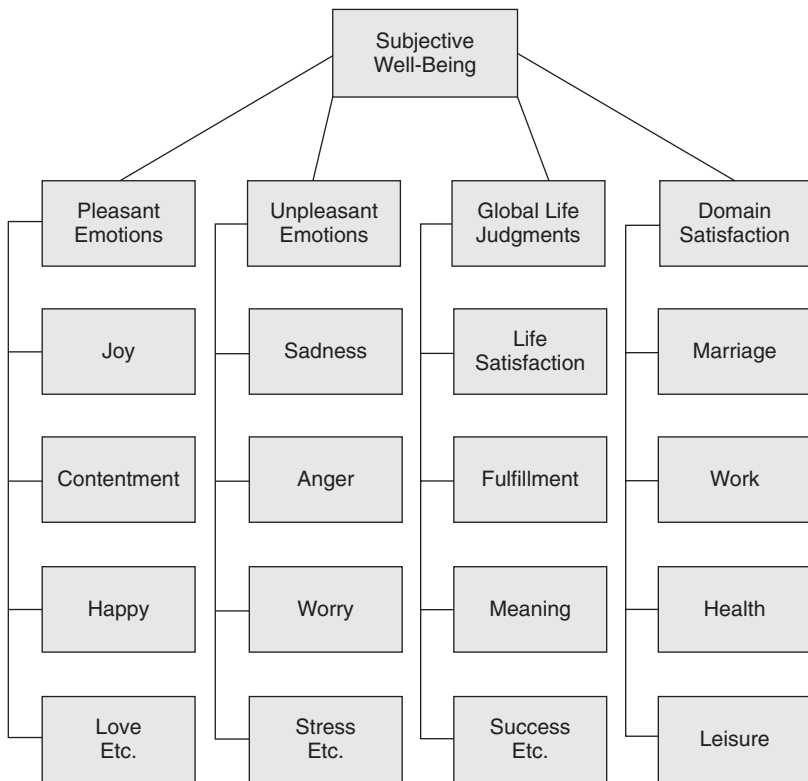 Subjective
Well-Being
Pleasant
Emotions
Unpleasant
Emotions
Global Life
Judgments
Domain
Satisfaction
Joy
Sadness
Life
Satisfaction
Marriage
Contentment
Anger
Fulfillment
Work
Happy
Worry
Meaning
Health
Love
Etc.
Stress
Etc.
Success
Etc.
Leisure